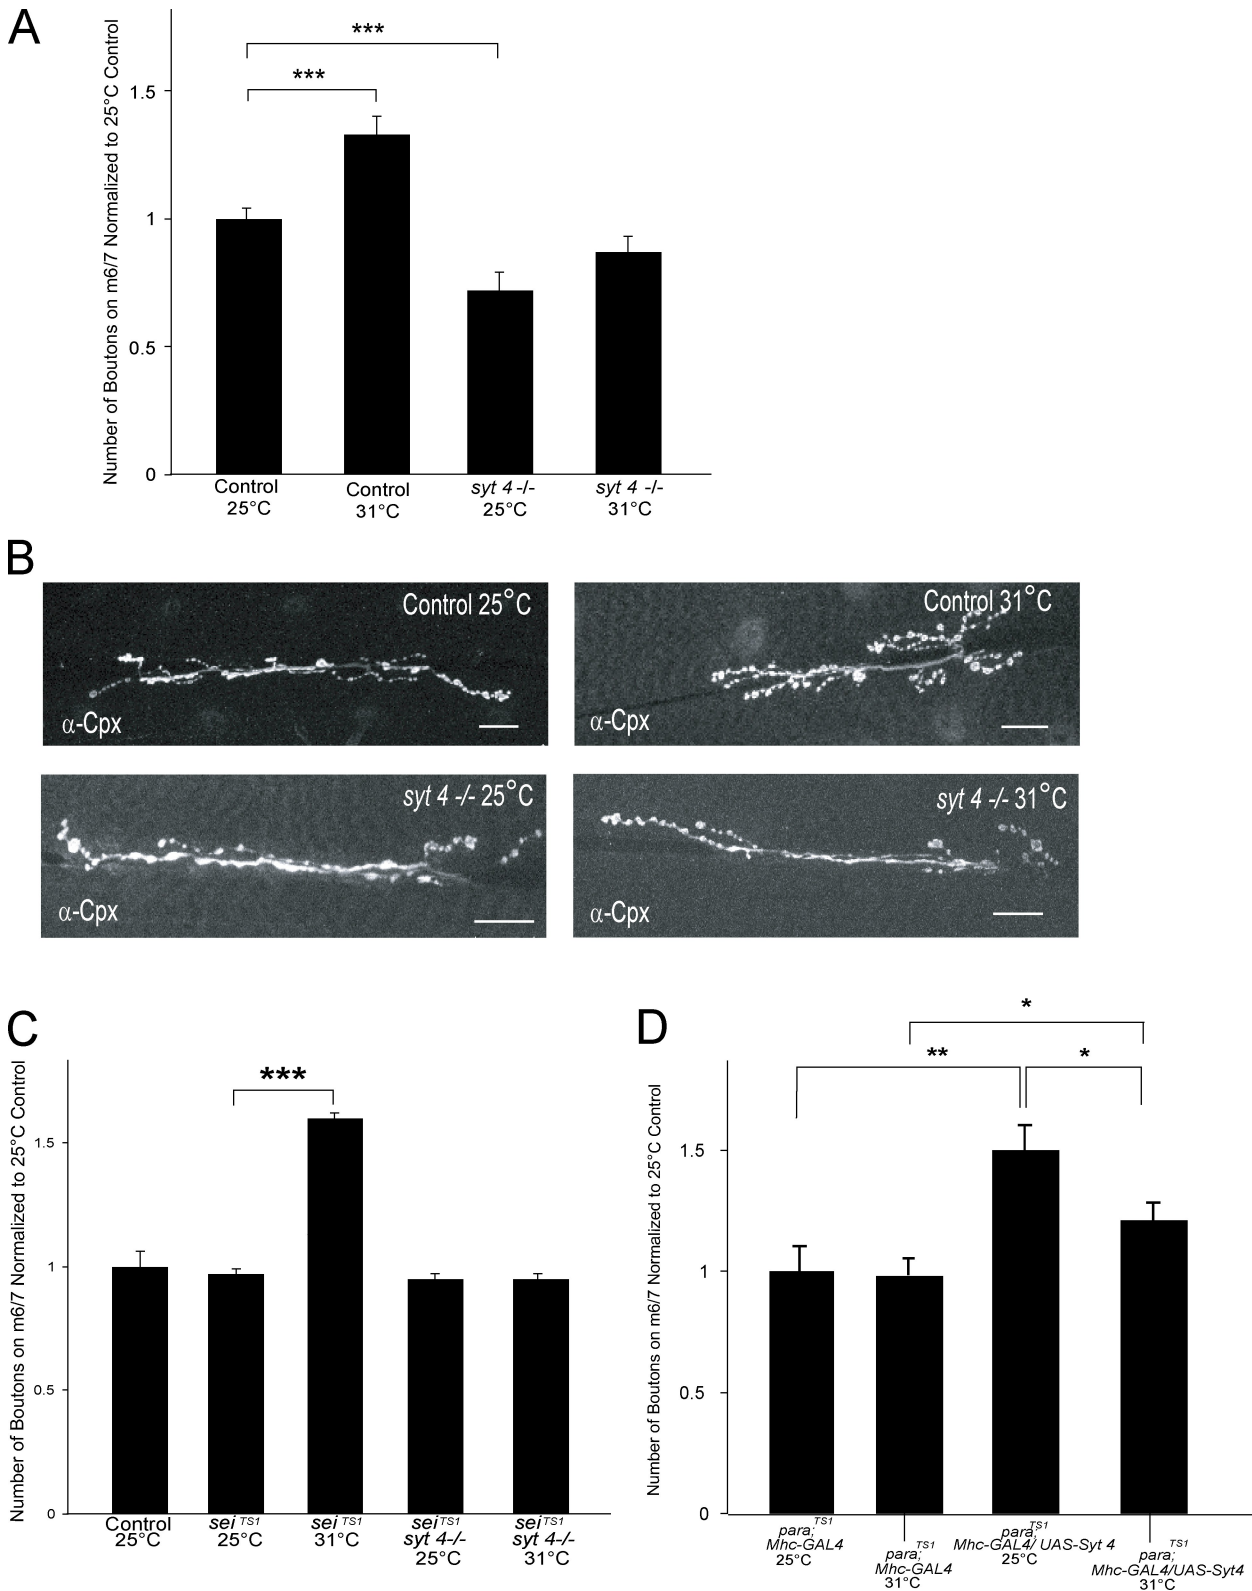 A
Number of Boutons on m6/7 Normalized to 25°C Control
***
***
1.5
1
0.5
0
Control
25°C
Control
31°C
syt 4 -/-
25°C
syt 4 -/-
31°C
B
Control 25°C
α-Cpx
Control 31°C
α-Cpx
syt 4 -/- 25°C
α-Cpx
syt 4 -/- 31°C
α-Cpx
C
Number of Boutons on m6/7 Normalized to 25°C Control
***
1.5
1
0.5
0
Control
25°C
sei TS1
25°C
sei TS1
31°C
sei TS1
syt 4-/-
25°C
sei TS1
syt 4-/-
31°C
D
Number of Boutons on m6/7 Normalized to 25°C Control
*
**
*
1.5
1
0.5
0
para; TS1
Mhc-GAL4
25°C
para; TS1
Mhc-GAL4
31°C
para; TS1
Mhc-GAL4/ UAS-Syt 4
25°C
para; TS1
Mhc-GAL4/UAS-Syt4
31°C